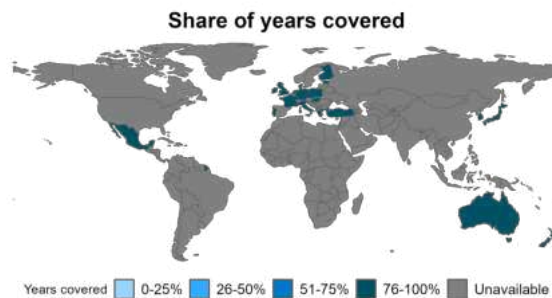 Share of years covered
Years covered 0-25% 26-50% 51-75% 76-100% Unavailable